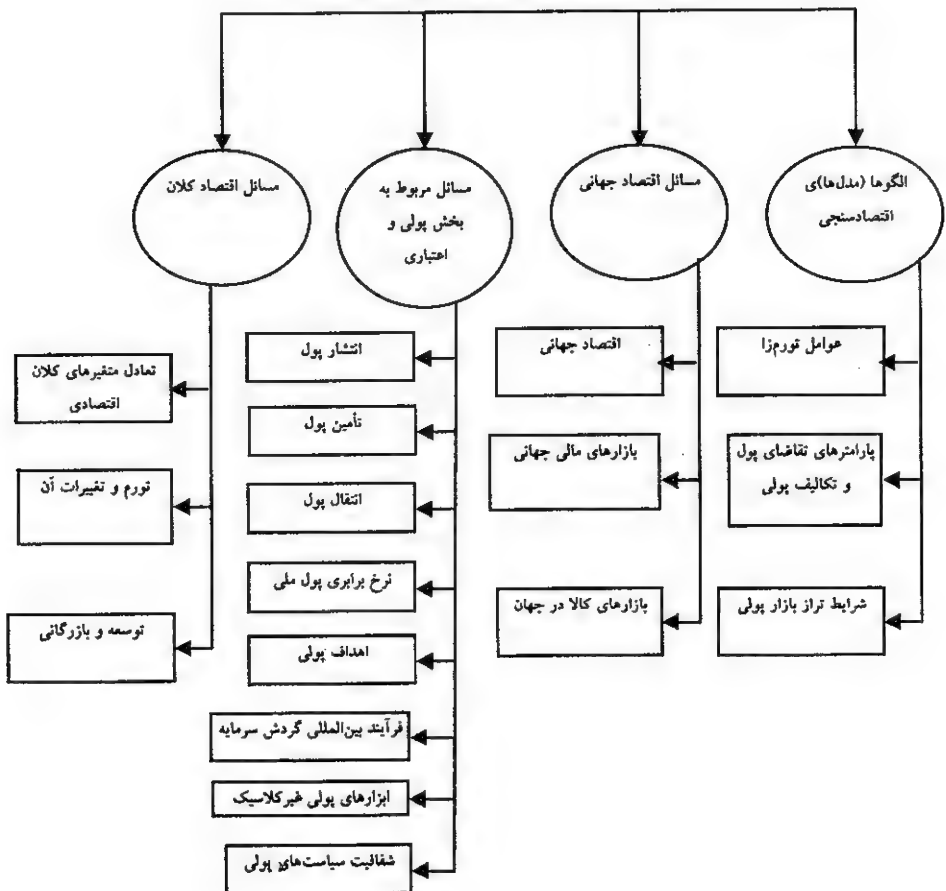 الگوها (مدل‌ها)ی
اقتصادسنجی
عوامل تورم‌زا
پارامترهای تقاضای پول
و تکالیف پولی
شرایط تراز بازار پولی
مسائل اقتصاد جهانی
اقتصاد جهانی
بازارهای مالی جهانی
بازارهای کالا در جهان
مسائل مربوط به
بخش پولی و
اعتباری
انتشار پول
تأمین پول
انتقال پول
نرخ برابری پول ملی
اهداف پولی
فرآیند بین‌المللی گردش سرمایه
ابزارهای پولی غیرکلاسیک
شفافیت سیاست‌های پولی
مسائل اقتصاد کلان
تعادل متغیرهای کلان
اقتصادی
تورم و تغییرات آن
توسعه و بازرگانی